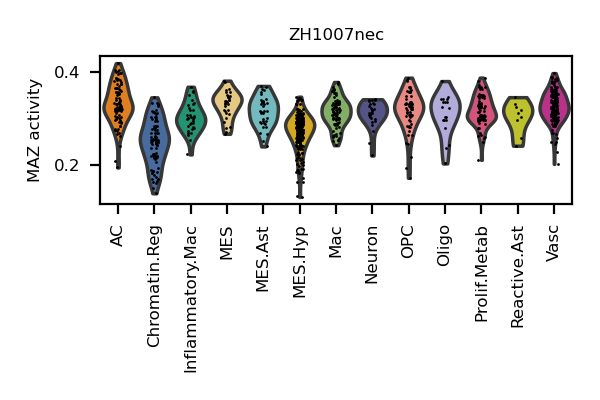 ZH1007nec
MAZ activity
0.4
0.2
AC
Chromatin.Reg
Inflammatory.Mac
MES
MES.Ast
MES.Hyp
Mac
Neuron
OPC
Oligo
Prolif.Metab
Reactive.Ast
Vasc